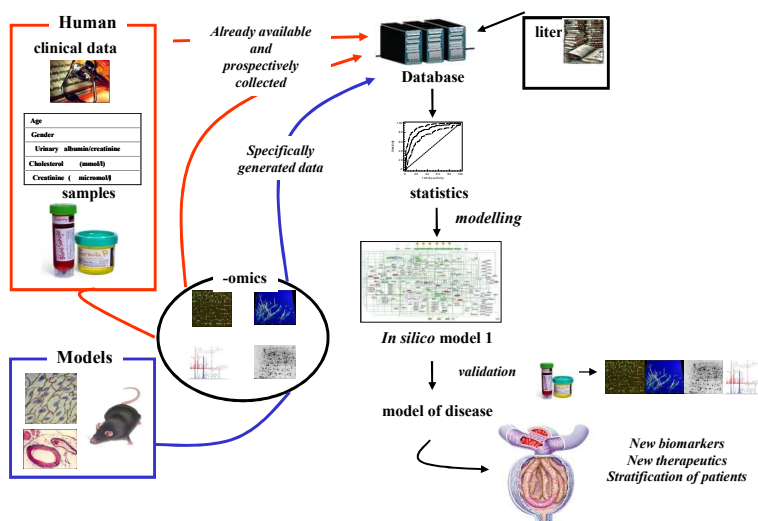 Human
clinical data
Age
Gender
Urinary albumin/creatinine
Cholesterol (mmol/l)
Creatinine ( micromol/l)
samples
Already available
and
prospectively
collected
Specifically
generated data
-omics
Models
Database
liter
statistics
modelling
In silico model 1
validation
model of disease
New biomarkers
New therapeutics
Stratification of patients